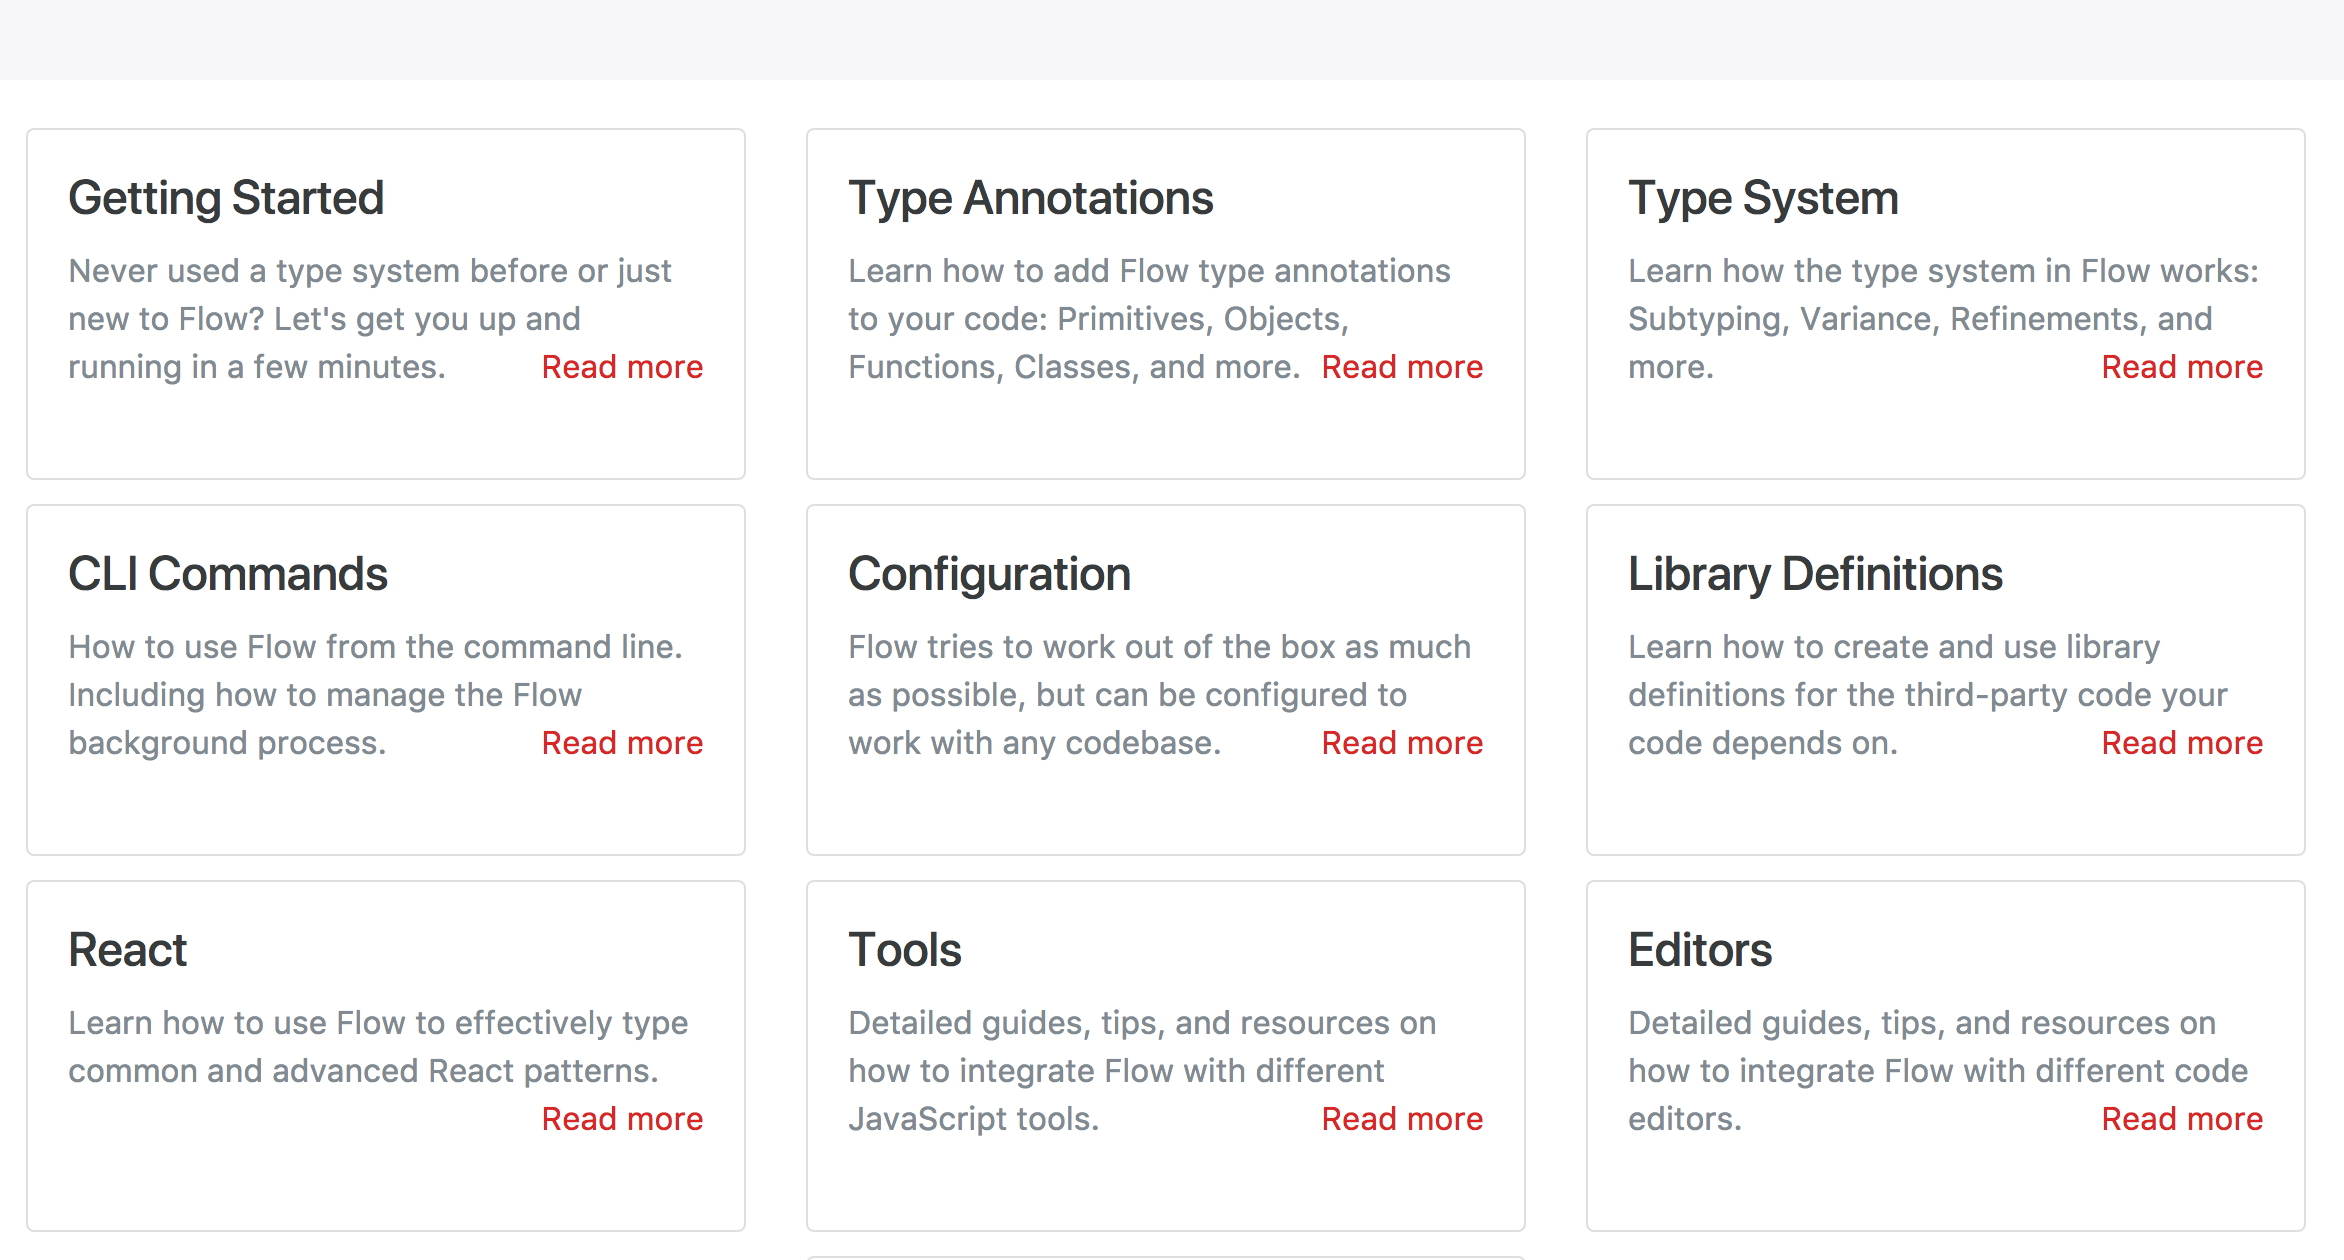 Getting Started
Never used a type system before or just
new to Flow? Let's get you up and
running in a few minutes.
Read more
Type Annotations
Learn how to add Flow type annotations
to your code: Primitives, Objects,
Functions, Classes, and more.
Read more
Type System
Learn how the type system in Flow works:
Subtyping, Variance, Refinements, and
more.
Read more
CLI Commands
How to use Flow from the command line.
Including how to manage the Flow
background process.
Read more
Configuration
Flow tries to work out of the box as much
as possible, but can be configured to
work with any codebase.
Read more
Library Definitions
Learn how to create and use library
definitions for the third-party code your
code depends on.
Read more
React
Learn how to use Flow to effectively type
common and advanced React patterns.
Read more
Tools
Detailed guides, tips, and resources on
how to integrate Flow with different
JavaScript tools.
Read more
Editors
Detailed guides, tips, and resources on
how to integrate Flow with different code
editors.
Read more